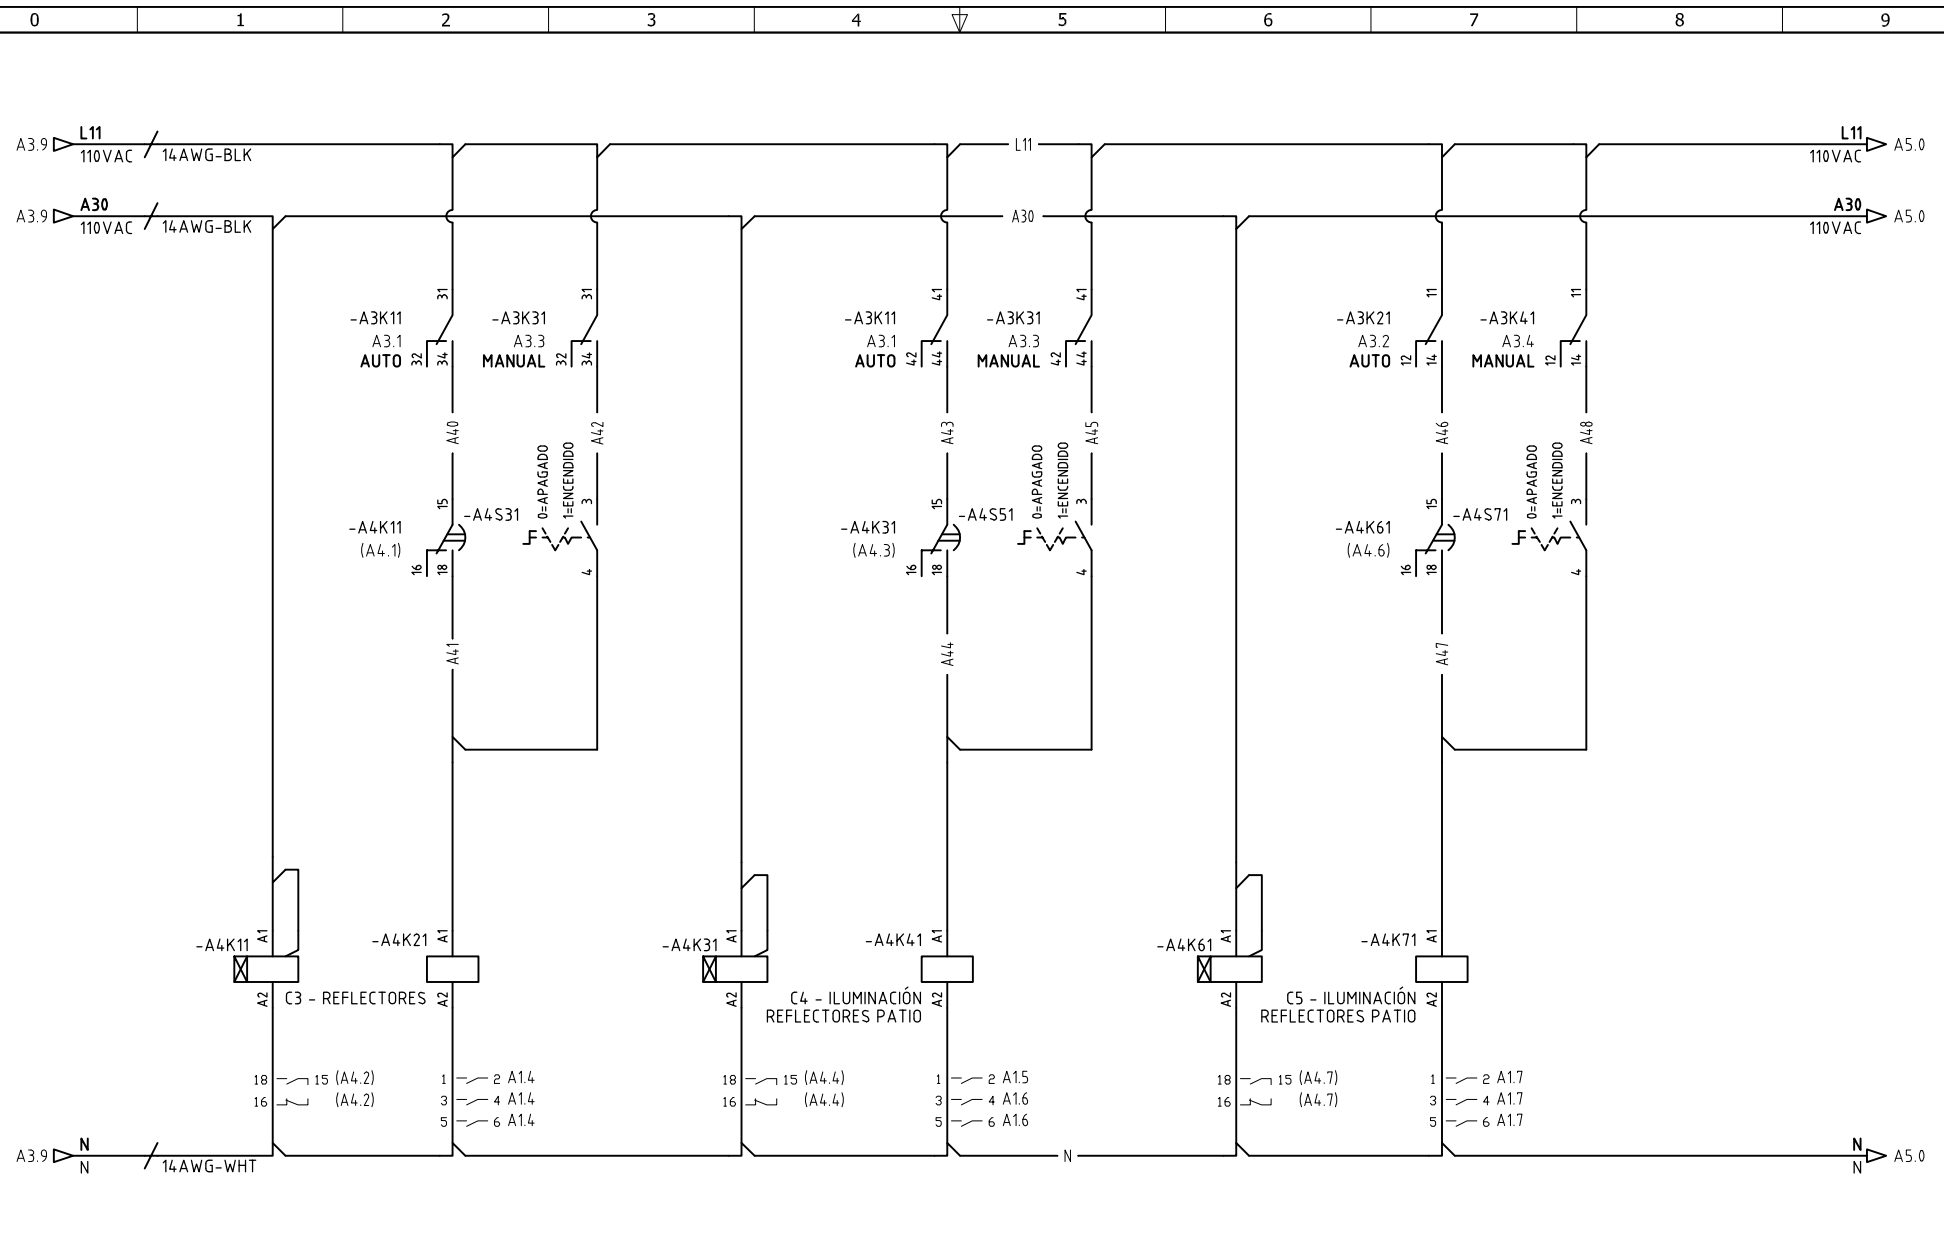 0 1 2 3 4 5 6 7 8 9
A3.9 L11 L11 A5.0
110VAC 14AWG-BLK L11 110VAC
A3.9 A30 A30 A5.0
110VAC 14AWG-BLK A30 110VAC
31 31 41 41 11 11
-A3K11 -A3K31 -A3K11 -A3K31 -A3K21 -A3K41
A3.1 A3.3 A3.1 A3.3 A3.2 A3.4
AUTO 32 34 MANUAL 32 34 AUTO 42 44 MANUAL 42 44 AUTO 12 14 MANUAL 12 14
A40 A42 A43 A45 A46 A48
0=APAGADO 1=ENCENDIDO 0=APAGADO 1=ENCENDIDO 0=APAGADO 1=ENCENDIDO
15 3 15 3 15 3
-A4S31 -A4S51 -A4S71
-A4K11 -A4K31 -A4K61
(A4.1) (A4.3) (A4.6)
16 18 4 16 18 4 16 18 4
A41 A44 A47
A1 A1 A1 A1 A1 A1
-A4K11 -A4K21 -A4K31 -A4K41 -A4K61 -A4K71
A2 C3 - REFLECTORES A2 A2 C4 - ILUMINACIÓN A2 A2 C5 - ILUMINACIÓN A2
REFLECTORES PATIO REFLECTORES PATIO
18 15 (A4.2) 1 2 A1.4 18 15 (A4.4) 1 2 A1.5 18 15 (A4.7) 1 2 A1.7
16 (A4.2) 3 4 A1.4 16 (A4.4) 3 4 A1.6 16 (A4.7) 3 4 A1.7
5 6 A1.4 5 6 A1.6 5 6 A1.7
A3.9 N N N A5.0
N 14AWG-WHT N